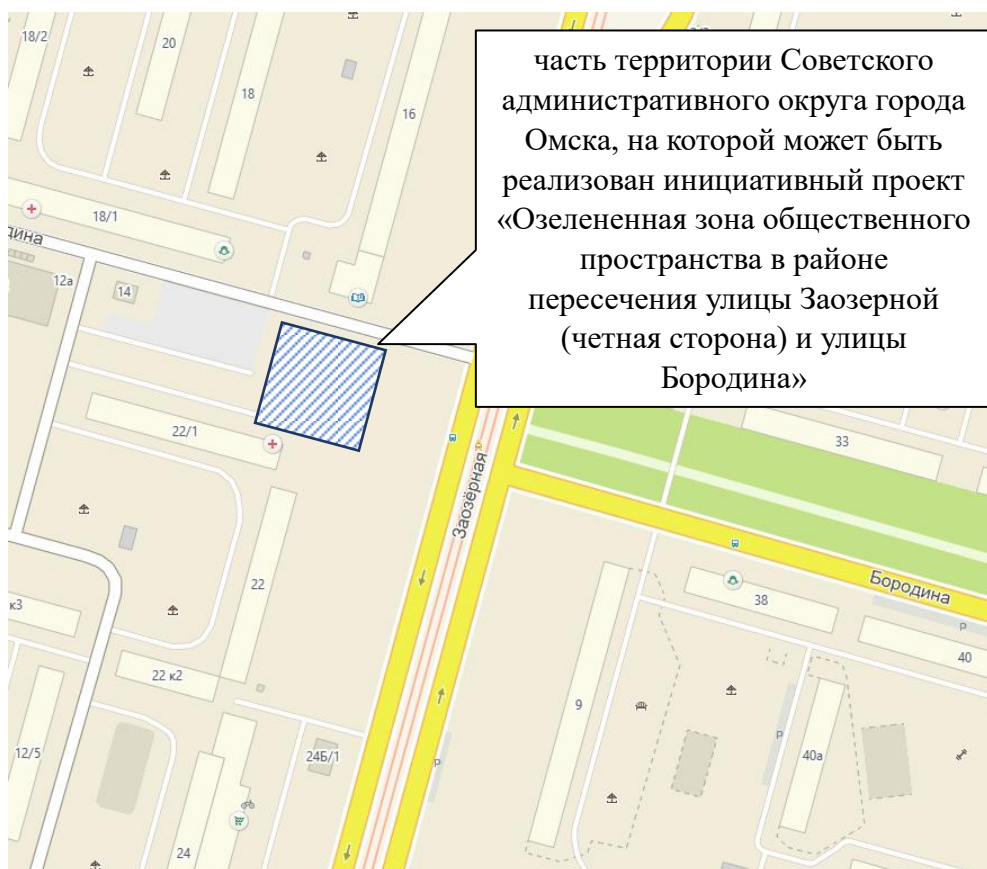 18/2
20
18
16
часть территории Советского
административного округа города
Омска, на которой может быть
реализован инициативный проект
«Озелененная зона общественного
пространства в районе
пересечения улицы Заозерной
(четная сторона) и улицы
Бородина»
18/1
дина
12а
14
22/1
33
Заозёрная
22
Бородина
38
Р
40
к3
22 к2
9
12/5
24Б/1
Р
Р
40а
24